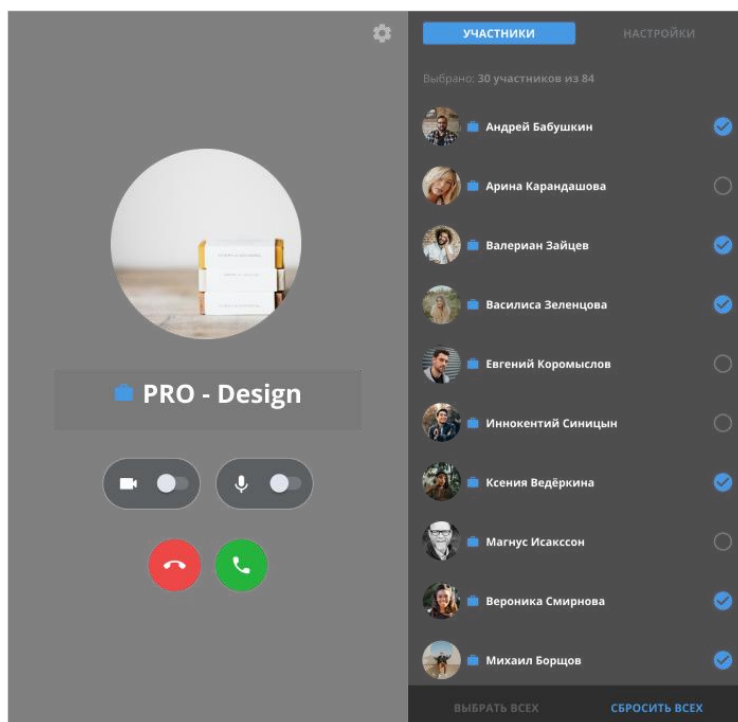 PRO - Design
УЧАСТНИКИ
НАСТРОЙКИ
Выбрано: 30 участников из 84
Андрей Бабушкин
Арина Карандашова
Валериан Зайцев
Василиса Зеленцова
Евгений Коромыслов
Иннокентий Синицын
Ксения Ведёркина
Магнус Исакссон
Вероника Смирнова
Михаил Борщов
ВЫБРАТЬ ВСЕХ
СБРОСИТЬ ВСЕХ